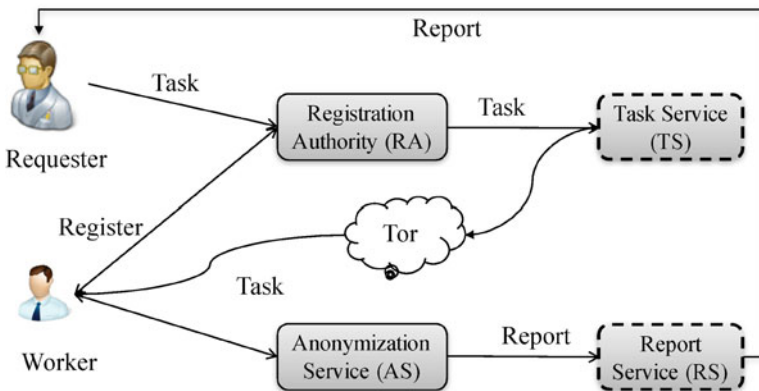 Report
Task
Registration
Authority (RA)
Task
Task Service
(TS)
Requester
Register
Tor
Task
Worker
Anonymization
Service (AS)
Report
Report
Service (RS)